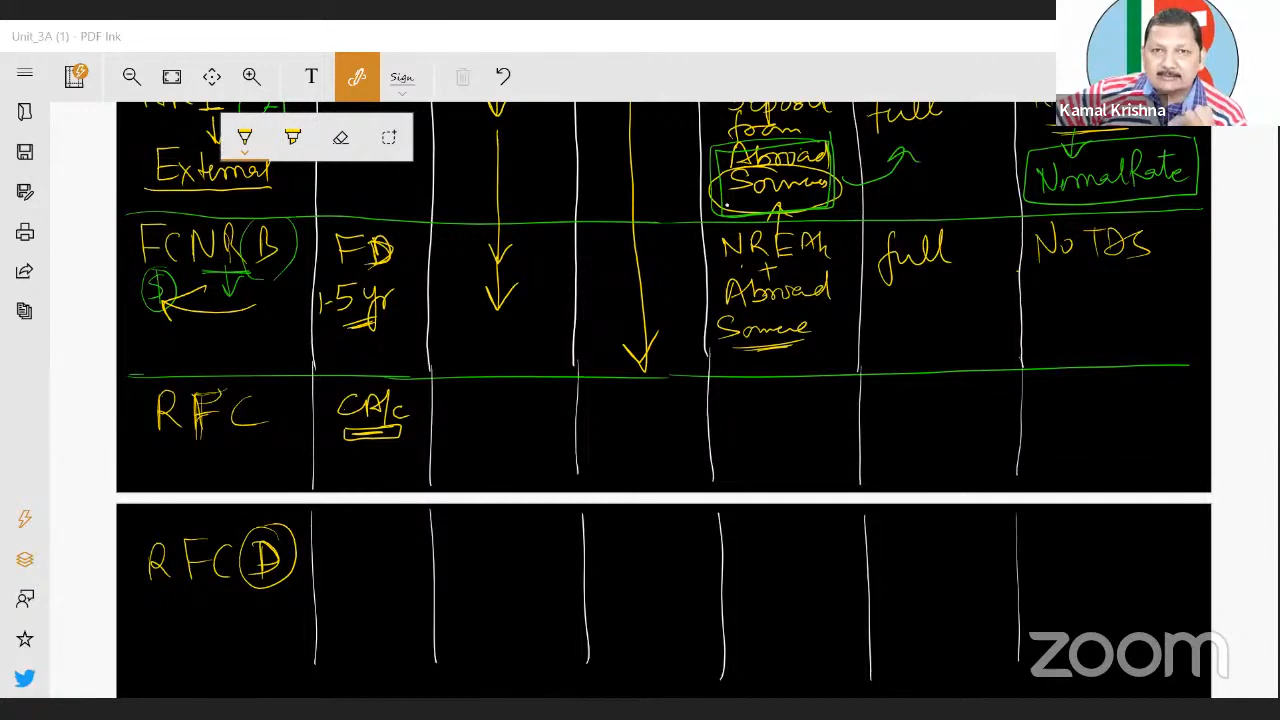 Unit_3A (1) - PDF Ink
T
Sign
Kamal Krishna
External
from
Abroad
Sources
full
Normal Rate
FCNR(B)
$
FD
1-5 yr
NRE A/c
+
Abroad
Source
full
No TDS
RFC
CA/c
RFC D
zoom